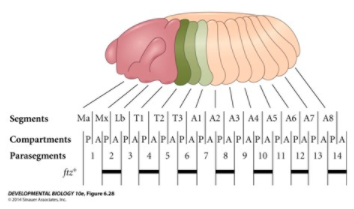 Segments Ma Mx Lb T1 T2 T3 A1 A2 A3 A4 A5 A6 A7 A8
Compartments P A P A P A P A P A P A P A P A P A P A P A P A P A P
Parasegments 1 2 3 4 5 6 7 8 9 10 11 12 13 14
ftz+
DEVELOPMENTAL BIOLOGY 10e, Figure 6.28
© 2014 Sinauer Associates, Inc.